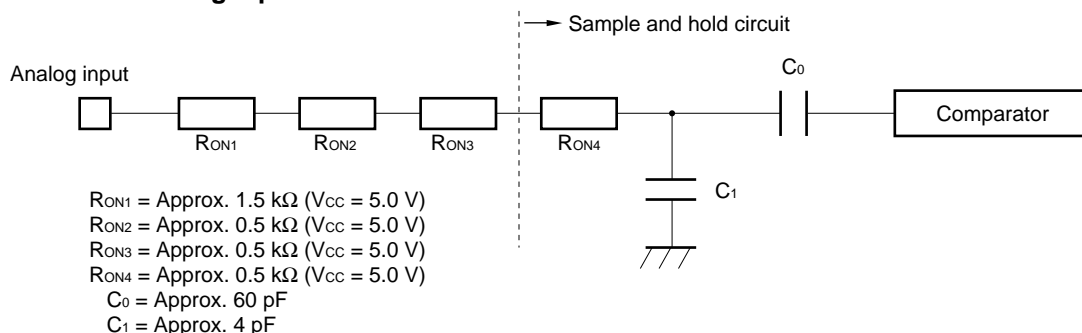 Sample and hold circuit
Analog input
C0
Comparator
RON1
RON2
RON3
RON4
C1
RON1 = Approx. 1.5 kΩ (VCC = 5.0 V)
RON2 = Approx. 0.5 kΩ (VCC = 5.0 V)
RON3 = Approx. 0.5 kΩ (VCC = 5.0 V)
RON4 = Approx. 0.5 kΩ (VCC = 5.0 V)
C0 = Approx. 60 pF
C1 = Approx. 4 pF